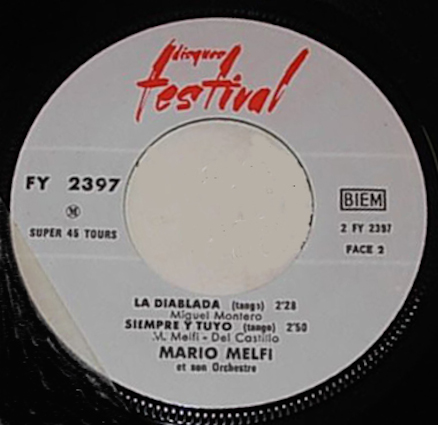 disques
festival
FY 2397
BIEM
SUPER 45 TOURS
2 FY 2397
FACE 2
LA DIABLADA (tango) 2'28
Miguel Montero
SIEMPRE Y TUYO (tango) 2'50
M. Melfi - Del Castillo
MARIO MELFI
et son Orchestre